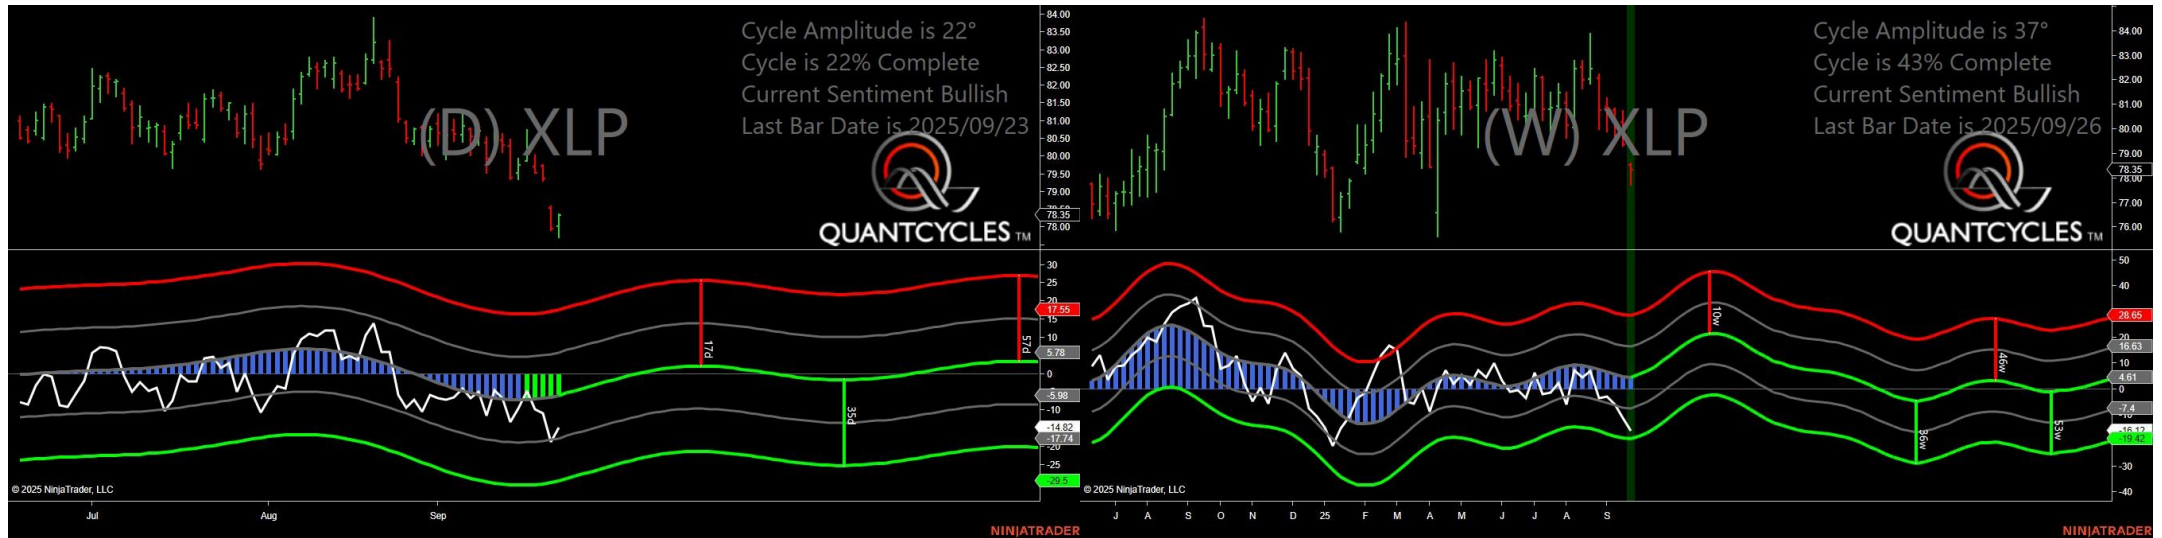 Cycle Amplitude is 22°
Cycle is 22% Complete
Current Sentiment Bullish
Last Bar Date is 2025/09/23
(D) XLP
QUANTCYCLES TM
84.00
83.50
83.00
82.50
82.00
81.50
81.00
80.50
80.00
79.50
79.00
78.35
78.00
30
25
20
17.55
15
10
5.78
0
-5.98
-10
-14.82
-17.74
-20
-25
-29.5
17d
35d
57d
© 2025 NinjaTrader, LLC
Jul Aug Sep
NINJATRADER
Cycle Amplitude is 37°
Cycle is 43% Complete
Current Sentiment Bullish
Last Bar Date is 2025/09/26
(W) XLP
QUANTCYCLES TM
84.00
83.00
82.00
81.00
80.00
79.00
78.35
78.00
77.00
76.00
50
40
28.65
20
16.63
10
4.61
0
-7.4
-16.12
-19.42
-30
-40
10w
36w
46w
53w
© 2025 NinjaTrader, LLC
J A S O N D 25 F M A M J J A S
NINJATRADER